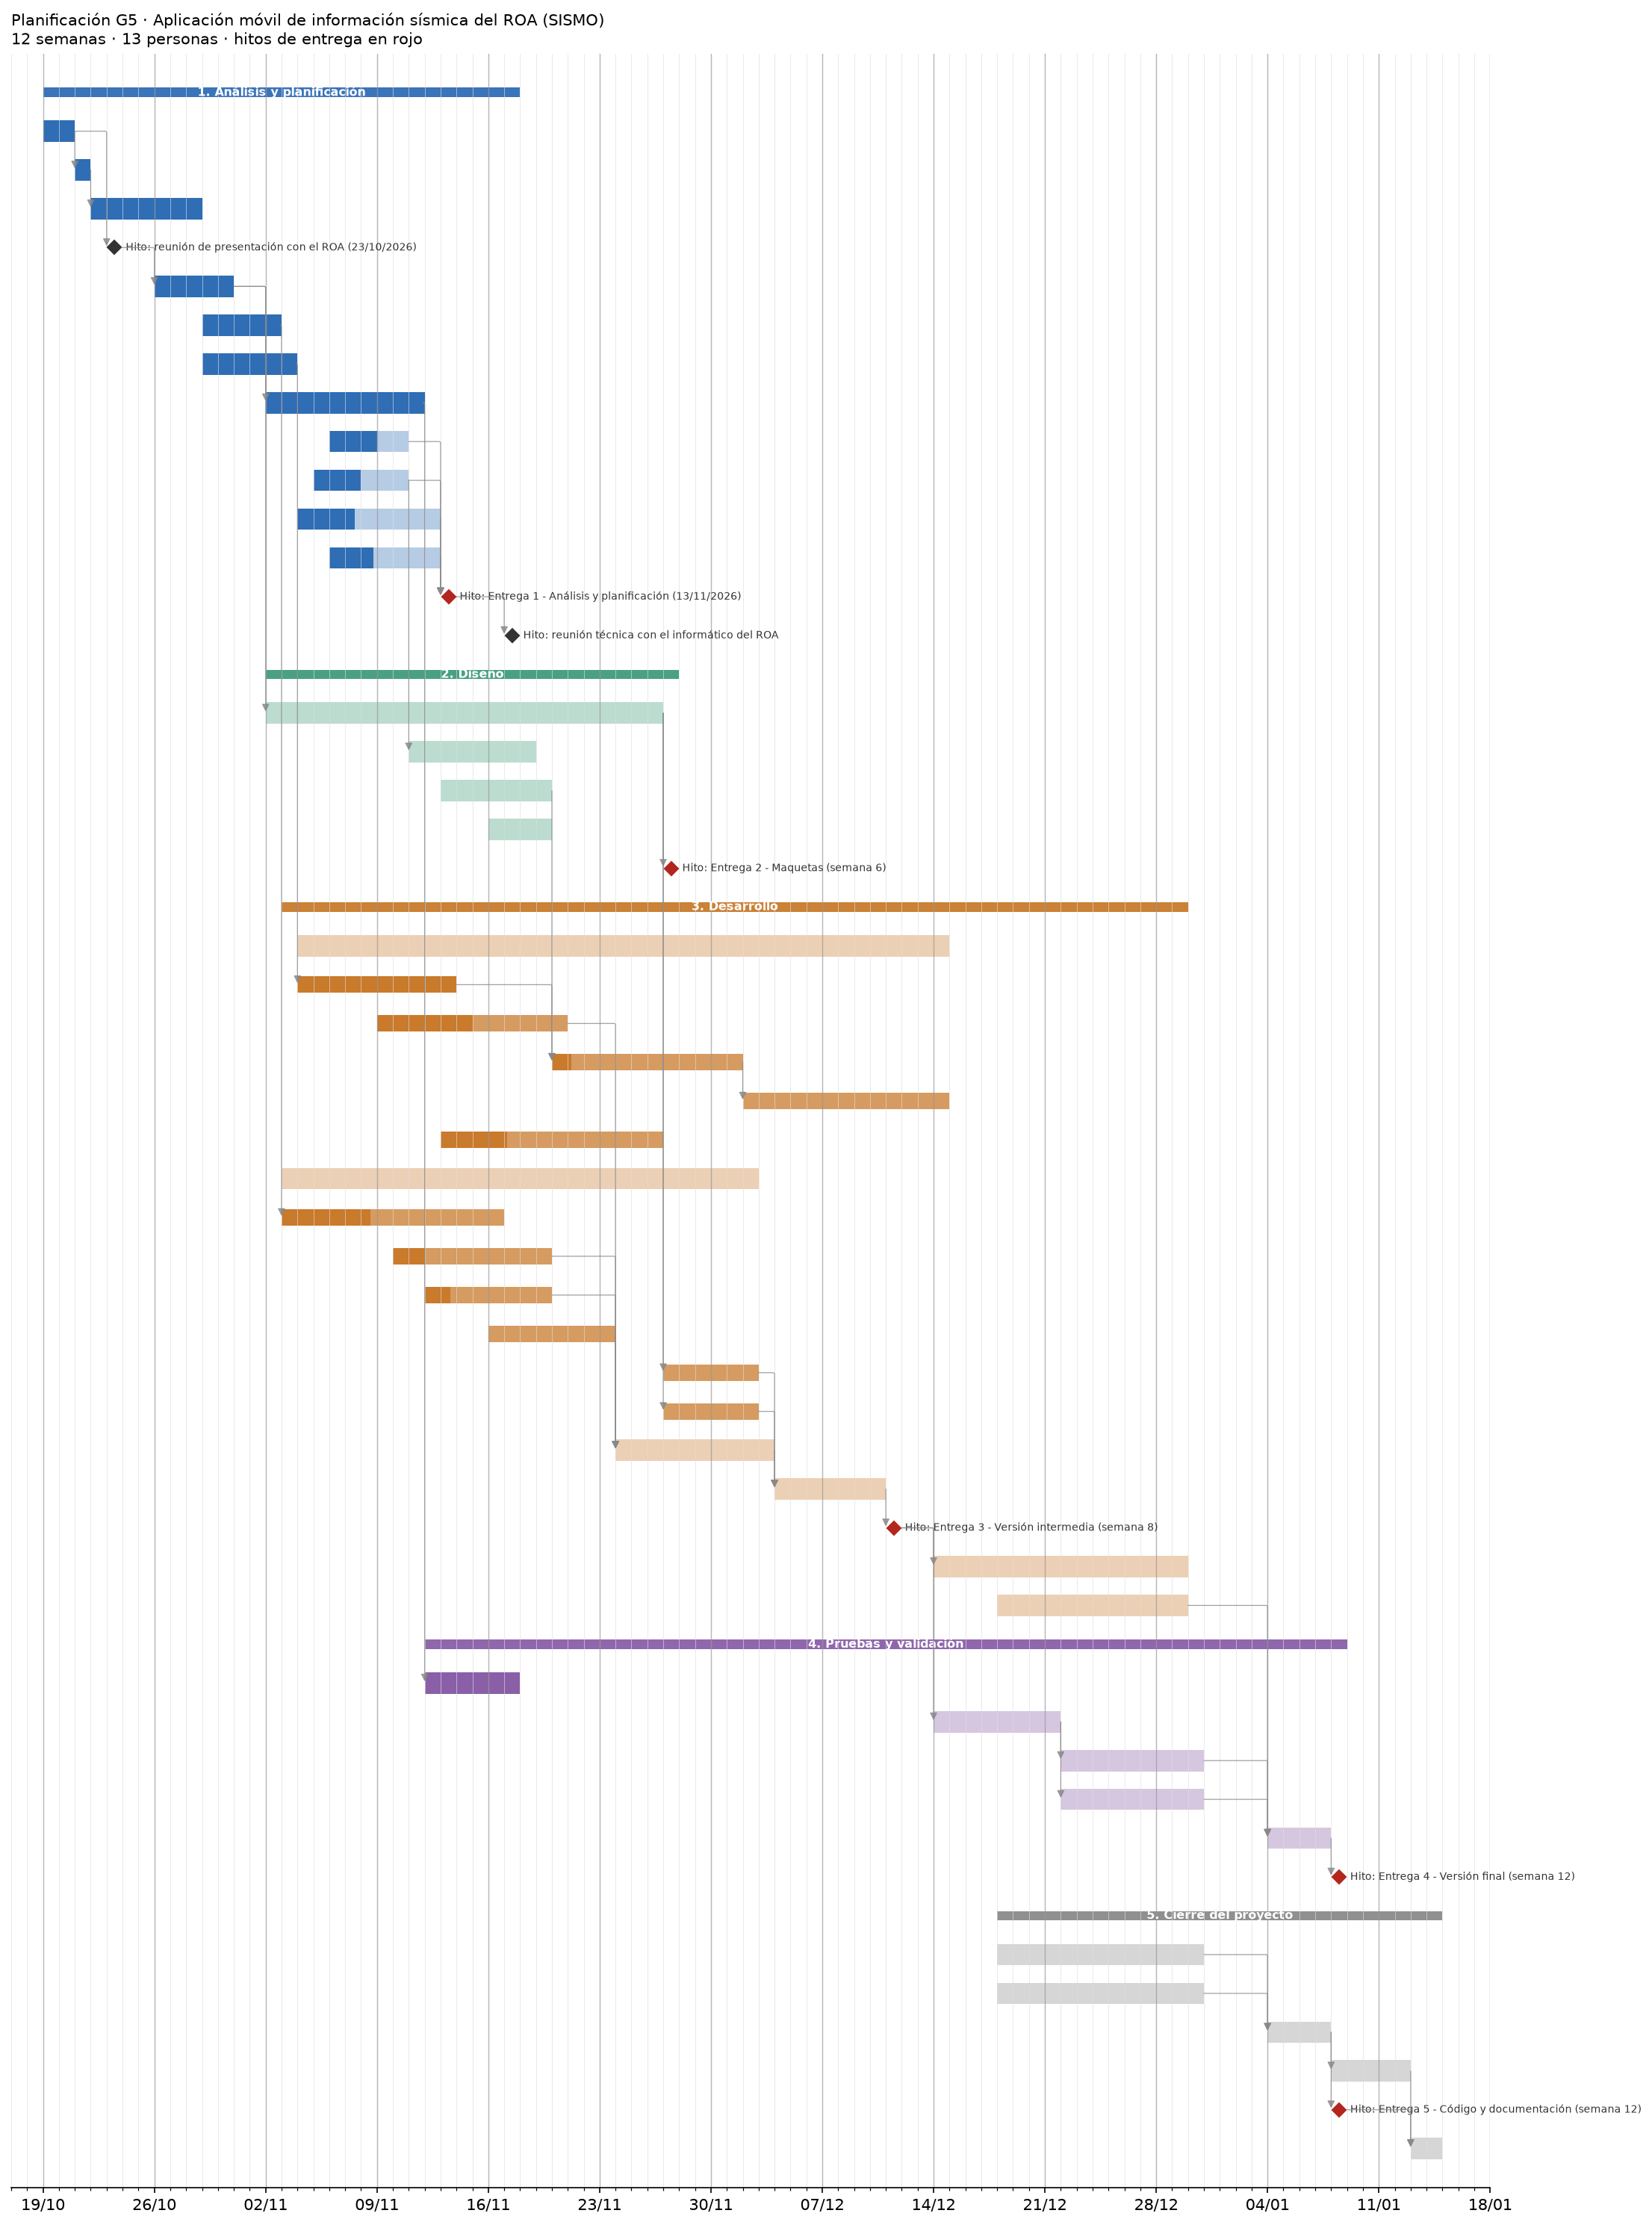 Planificación G5 · Aplicación móvil de información sísmica del ROA (SISMO)
12 semanas · 13 personas · hitos de entrega en rojo
1. Análisis y planificación
Hito: reunión de presentación con el ROA (23/10/2026)
Hito: Entrega 1 - Análisis y planificación (13/11/2026)
Hito: reunión técnica con el informático del ROA
2. Diseño
Hito: Entrega 2 - Maquetas (semana 6)
3. Desarrollo
Hito: Entrega 3 - Versión intermedia (semana 8)
4. Pruebas y validación
Hito: Entrega 4 - Versión final (semana 12)
5. Cierre del proyecto
Hito: Entrega 5 - Código y documentación (semana 12)
19/10 26/10 02/11 09/11 16/11 23/11 30/11 07/12 14/12 21/12 28/12 04/01 11/01 18/01